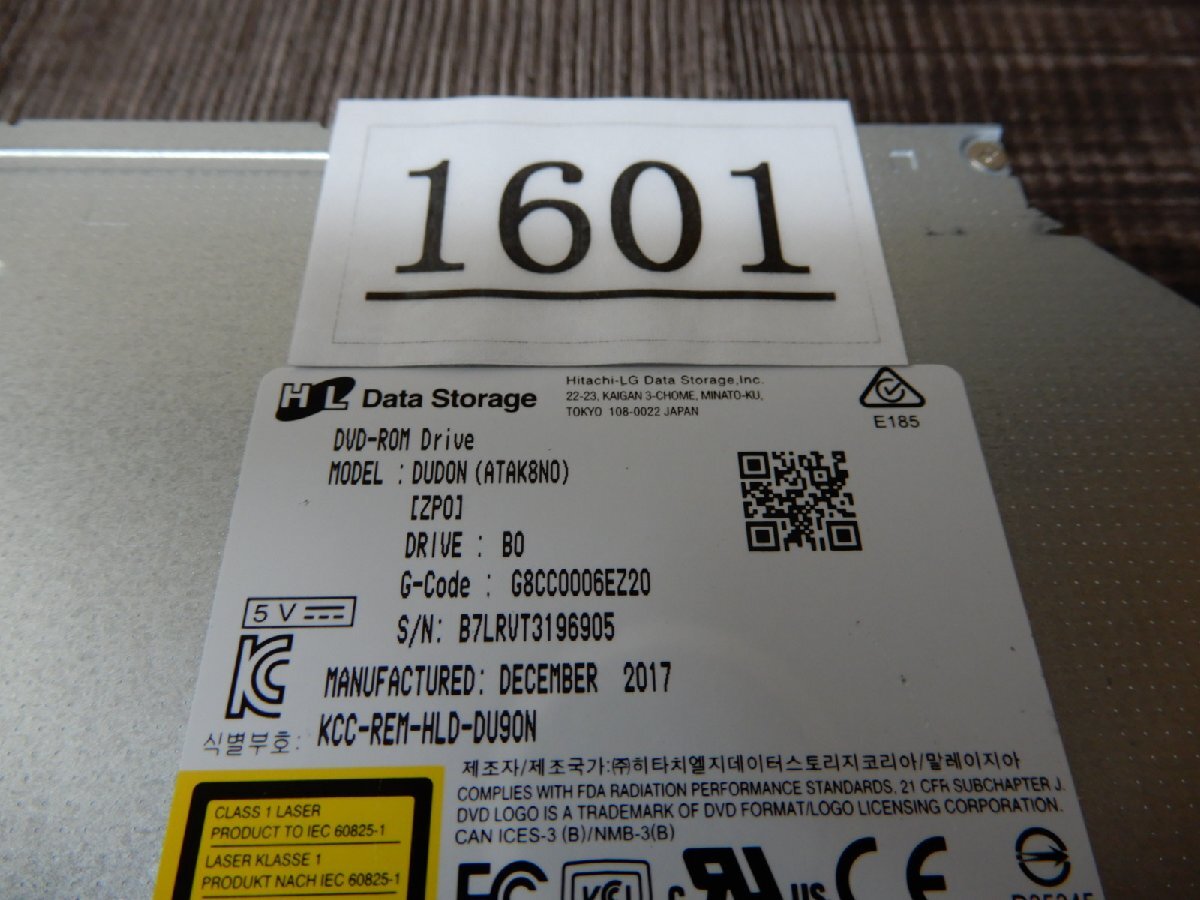 1601
HL Data Storage
Hitachi-LG Data Storage,Inc.
22-23, KAIGAN 3-CHOME, MINATO-KU,
TOKYO 108-0022 JAPAN
E185
DVD-ROM Drive
MODEL : DUD0N (ATAK8N0)
[ZP0]
DRIVE : B0
G-Code : G8CC0006EZ20
5 V
S/N: B7LRVT3196905
MANUFACTURED: DECEMBER 2017
식별부호: KCC-REM-HLD-DU90N
제조자/제조국가:㈜히타치엘지데이터스토리지코리아/말레이지아
COMPLIES WITH FDA RADIATION PERFORMANCE STANDARDS, 21 CFR SUBCHAPTER J.
DVD LOGO IS A TRADEMARK OF DVD FORMAT/LOGO LICENSING CORPORATION.
CAN ICES-3 (B)/NMB-3(B)
CLASS 1 LASER
PRODUCT TO IEC 60825-1
LASER KLASSE 1
PRODUKT NACH IEC 60825-1